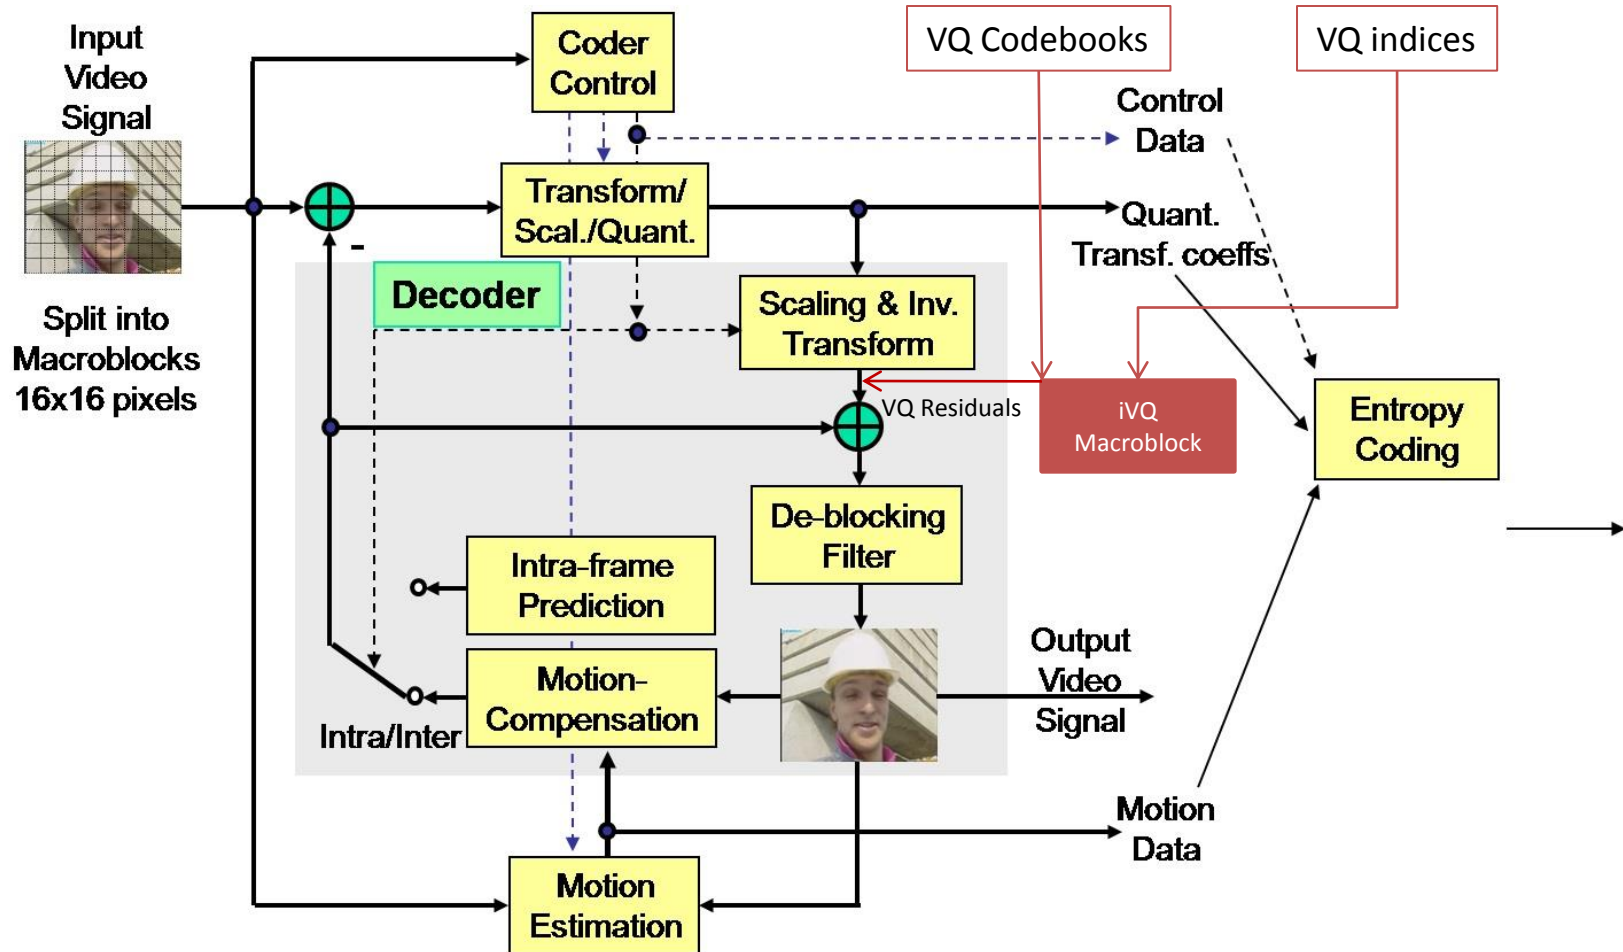 Input
Video
Signal
Coder
Control
VQ Codebooks
VQ indices
Control
Data
Transform/
Scal./Quant.
Quant.
Transf. coeffs
-
Decoder
Split into
Macroblocks
16x16 pixels
Scaling & Inv.
Transform
VQ Residuals
iVQ
Macroblock
Entropy
Coding
De-blocking
Filter
Intra-frame
Prediction
Motion-
Compensation
Intra/Inter
Output
Video
Signal
Motion
Data
Motion
Estimation